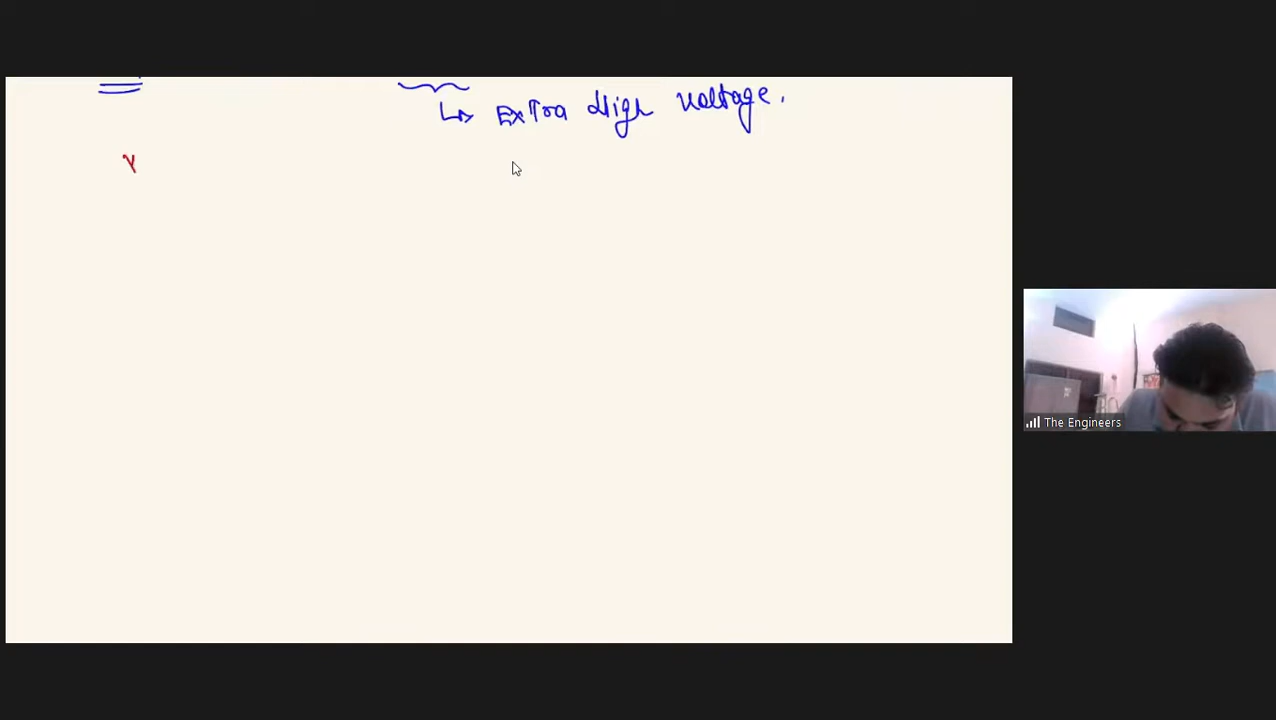 ↳ Extra High Voltage.
The Engineers